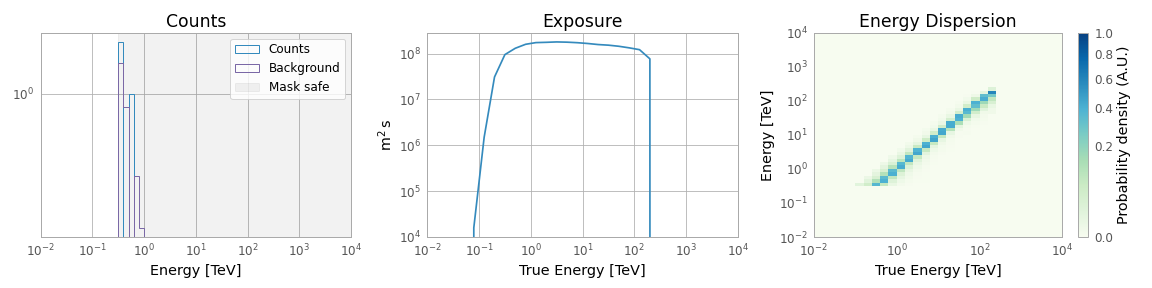 Counts
Counts
Background
Mask safe
10⁰
10⁻² 10⁻¹ 10⁰ 10¹ 10² 10³ 10⁴
Energy [TeV]
Exposure
m² s
10⁸
10⁷
10⁶
10⁵
10⁴
10⁻² 10⁻¹ 10⁰ 10¹ 10² 10³ 10⁴
True Energy [TeV]
Energy Dispersion
Energy [TeV]
10⁴
10³
10²
10¹
10⁰
10⁻¹
10⁻²
10⁻² 10⁰ 10² 10⁴
True Energy [TeV]
1.0
0.8
0.6
0.4
0.2
0.0
Probability density (A.U.)